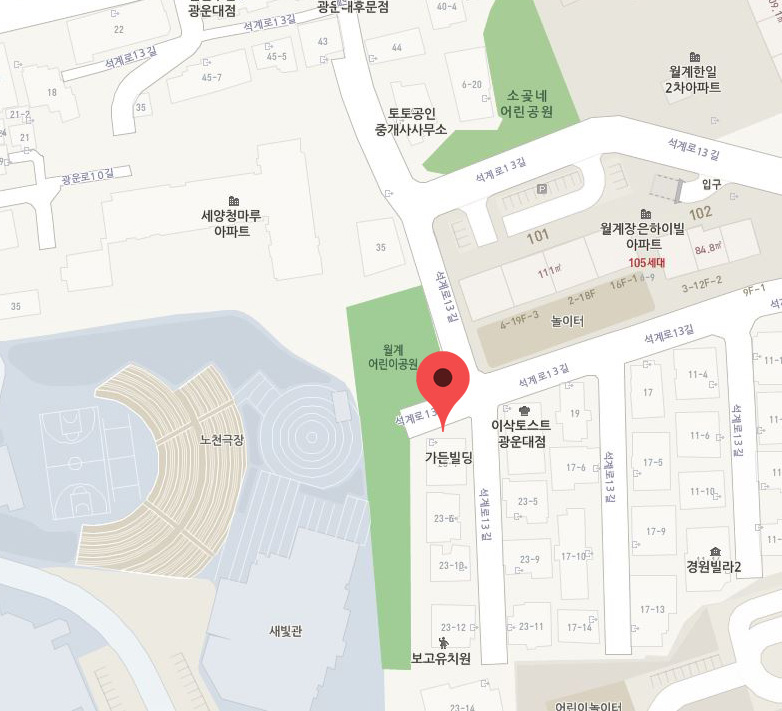 광운대점
광운대후문점
40-4
석계로13길
22
석계로13길
43
44
45-5
45-7
6-20
18
35
소곷네
어린공원
월계한일
2차아파트
토토공인
중개사사무소
21-2
21
광운로10길
석계로13길
석계로13길
입구
P
세양청마루
아파트
102
101
월계장은하이빌
아파트
105세대
35
84.8㎡
111㎡
16F-1
6-9
3-12F-2
9F-1
2-18F
4-19F-3
놀이터
35
석계로13길
석계로13길
월계
어린이공원
석계로13길
11-4
17
19
석계로13
이삭토스트
광운대점
노천극장
가든빌딩
11-6
17-5
17-6
석계로13길
석계로13길
석계로13길
11-10
23-5
23-6
17-9
23-9
17-10
23-10
경원빌라2
17-13
23-12
23-11
17-14
새빛관
보고유치원
23-14
어린이놀이터